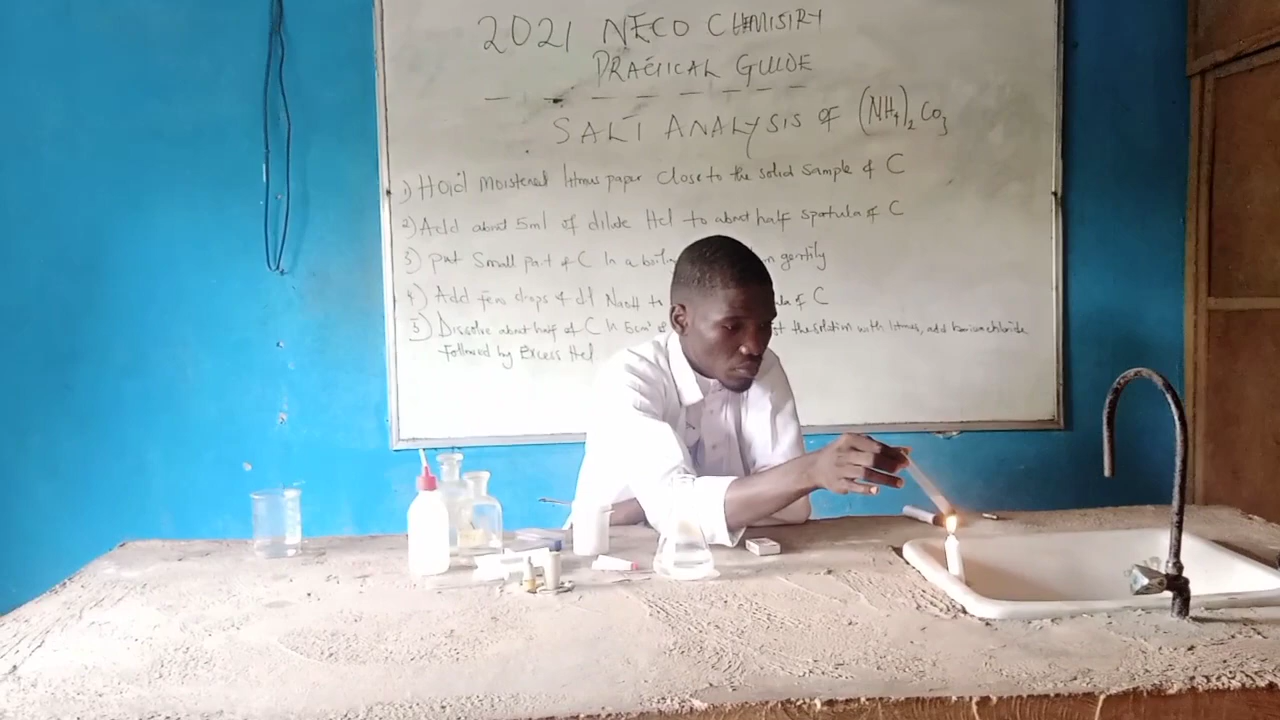 2021 NECO CHEMISTRY
PRACTICAL GUIDE
SALT ANALYSIS OF (NH4)2 CO3
1) Hold moistened litmus paper close to the solid sample of C
2) Add about 5ml of dilute Hcl to about half spatula of C
3) put small part of C In a gently
4) Add few drops of dil NaoH to of C
5) Dissolve about half of C In 5cm³ the solution with litmus, add barium chloride
followed by Excess Hcl